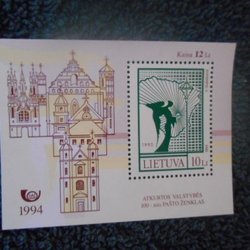 Kaina 12 Lt
1992
LIETUVA 10 Lt
1994
ATKURTOS VALSTYBĖS
100-asis PAŠTO ŽENKLAS